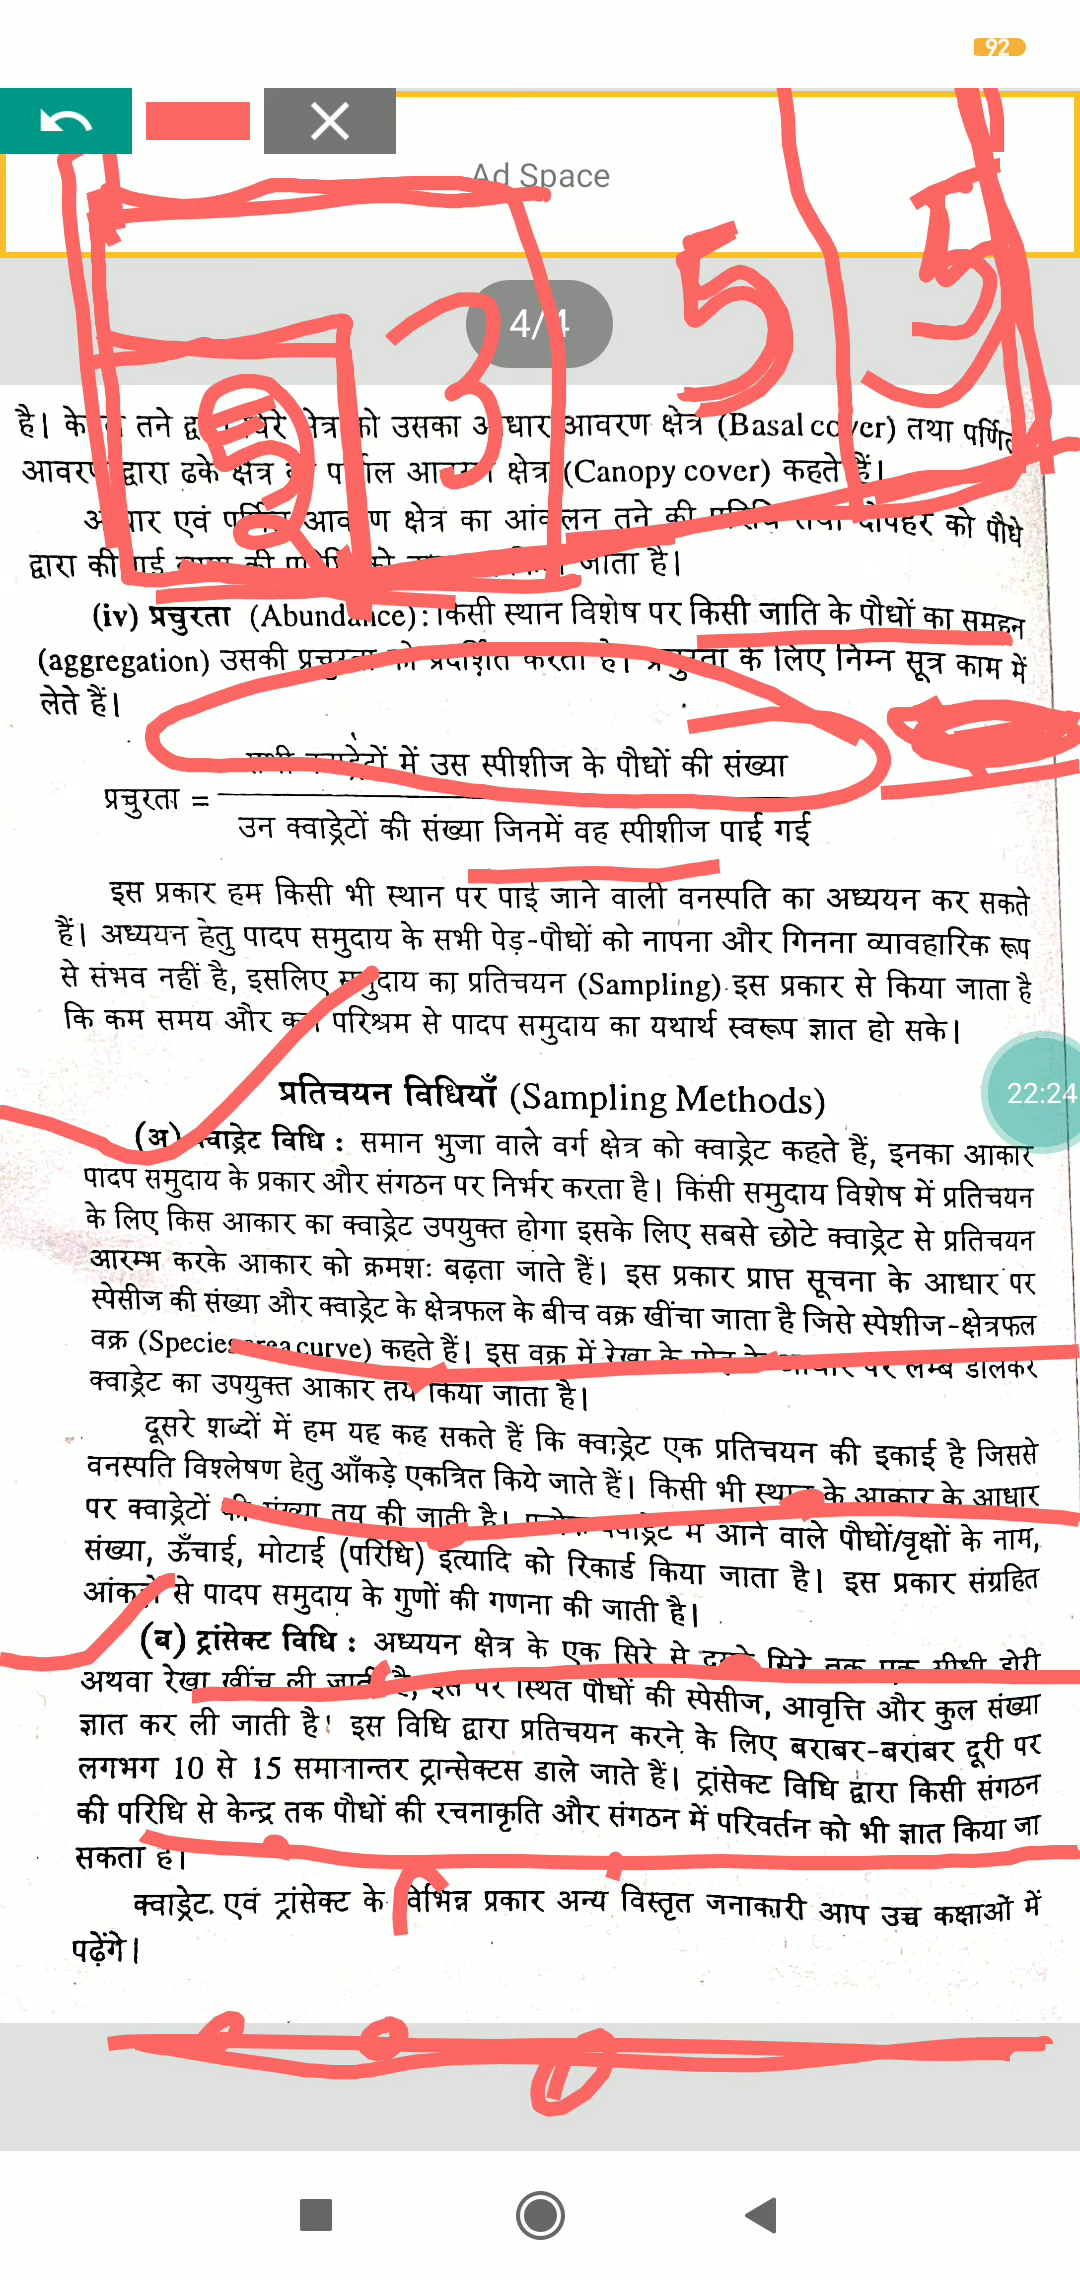 92
Ad Space
4/4
3 5 5
5
है। के तने द्वा क्षेत्र को उसका आधार आवरण क्षेत्र (Basal cover) तथा पर्णिल
आवरण द्वारा ढके क्षेत्र को पर्णिल आवरण क्षेत्र (Canopy cover) कहते हैं।
आधार एवं पर्णिल आवरण क्षेत्र का आंकलन तने की परिधि तथा दोपहर को पौधे
द्वारा की गई की जाता है।
(iv) प्रचुरता (Abundance): किसी स्थान विशेष पर किसी जाति के पौधों का समूहन
(aggregation) उसकी प्रचुरता को प्रदर्शित करता है। प्रचुरता के लिए निम्न सूत्र काम में
लेते हैं।
सभी क्वाड्रेटों में उस स्पीशीज के पौधों की संख्या
प्रचुरता =
उन क्वाड्रेटों की संख्या जिनमें वह स्पीशीज पाई गई
इस प्रकार हम किसी भी स्थान पर पाई जाने वाली वनस्पति का अध्ययन कर सकते
हैं। अध्ययन हेतु पादप समुदाय के सभी पेड़-पौधों को नापना और गिनना व्यावहारिक रूप
से संभव नहीं है, इसलिए समुदाय का प्रतिचयन (Sampling) इस प्रकार से किया जाता है
कि कम समय और कम परिश्रम से पादप समुदाय का यथार्थ स्वरूप ज्ञात हो सके।
22:24
प्रतिचयन विधियाँ (Sampling Methods)
(अ) क्वाड्रेट विधि : समान भुजा वाले वर्ग क्षेत्र को क्वाड्रेट कहते हैं, इनका आकार
पादप समुदाय के प्रकार और संगठन पर निर्भर करता है। किसी समुदाय विशेष में प्रतिचयन
के लिए किस आकार का क्वाड्रेट उपयुक्त होगा इसके लिए सबसे छोटे क्वाड्रेट से प्रतिचयन
आरम्भ करके आकार को क्रमशः बढ़ता जाते हैं। इस प्रकार प्राप्त सूचना के आधार पर
स्पेसीज की संख्या और क्वाड्रेट के क्षेत्रफल के बीच वक्र खींचा जाता है जिसे स्पेशीज-क्षेत्रफल
वक्र (Species area curve) कहते हैं। इस वक्र में रेखा के मोड़ के आधार पर लम्ब डालकर
क्वाड्रेट का उपयुक्त आकार तय किया जाता है।
दूसरे शब्दों में हम यह कह सकते हैं कि क्वाड्रेट एक प्रतिचयन की इकाई है जिससे
वनस्पति विश्लेषण हेतु आँकड़े एकत्रित किये जाते हैं। किसी भी स्थान के आकार के आधार
पर क्वाड्रेटों की संख्या तय की जाती है। प्रत्येक क्वाड्रेट में आने वाले पौधों/वृक्षों के नाम,
संख्या, ऊँचाई, मोटाई (परिधि) इत्यादि को रिकार्ड किया जाता है। इस प्रकार संग्रहित
आंकड़ों से पादप समुदाय के गुणों की गणना की जाती है।
(ब) ट्रांसेक्ट विधि : अध्ययन क्षेत्र के एक सिरे से दूसरे सिरे तक एक सीधी डोरी
अथवा रेखा खींच ली जाती है, इस पर स्थित पौधों की स्पेसीज, आवृत्ति और कुल संख्या
ज्ञात कर ली जाती है। इस विधि द्वारा प्रतिचयन करने के लिए बराबर-बराबर दूरी पर
लगभग 10 से 15 समानान्तर ट्रान्सेक्टस डाले जाते हैं। ट्रांसेक्ट विधि द्वारा किसी संगठन
की परिधि से केन्द्र तक पौधों की रचनाकृति और संगठन में परिवर्तन को भी ज्ञात किया जा
सकता है।
क्वाड्रेट एवं ट्रांसेक्ट के विभिन्न प्रकार अन्य विस्तृत जनाकारी आप उच्च कक्षाओं में
पढ़ेंगे।